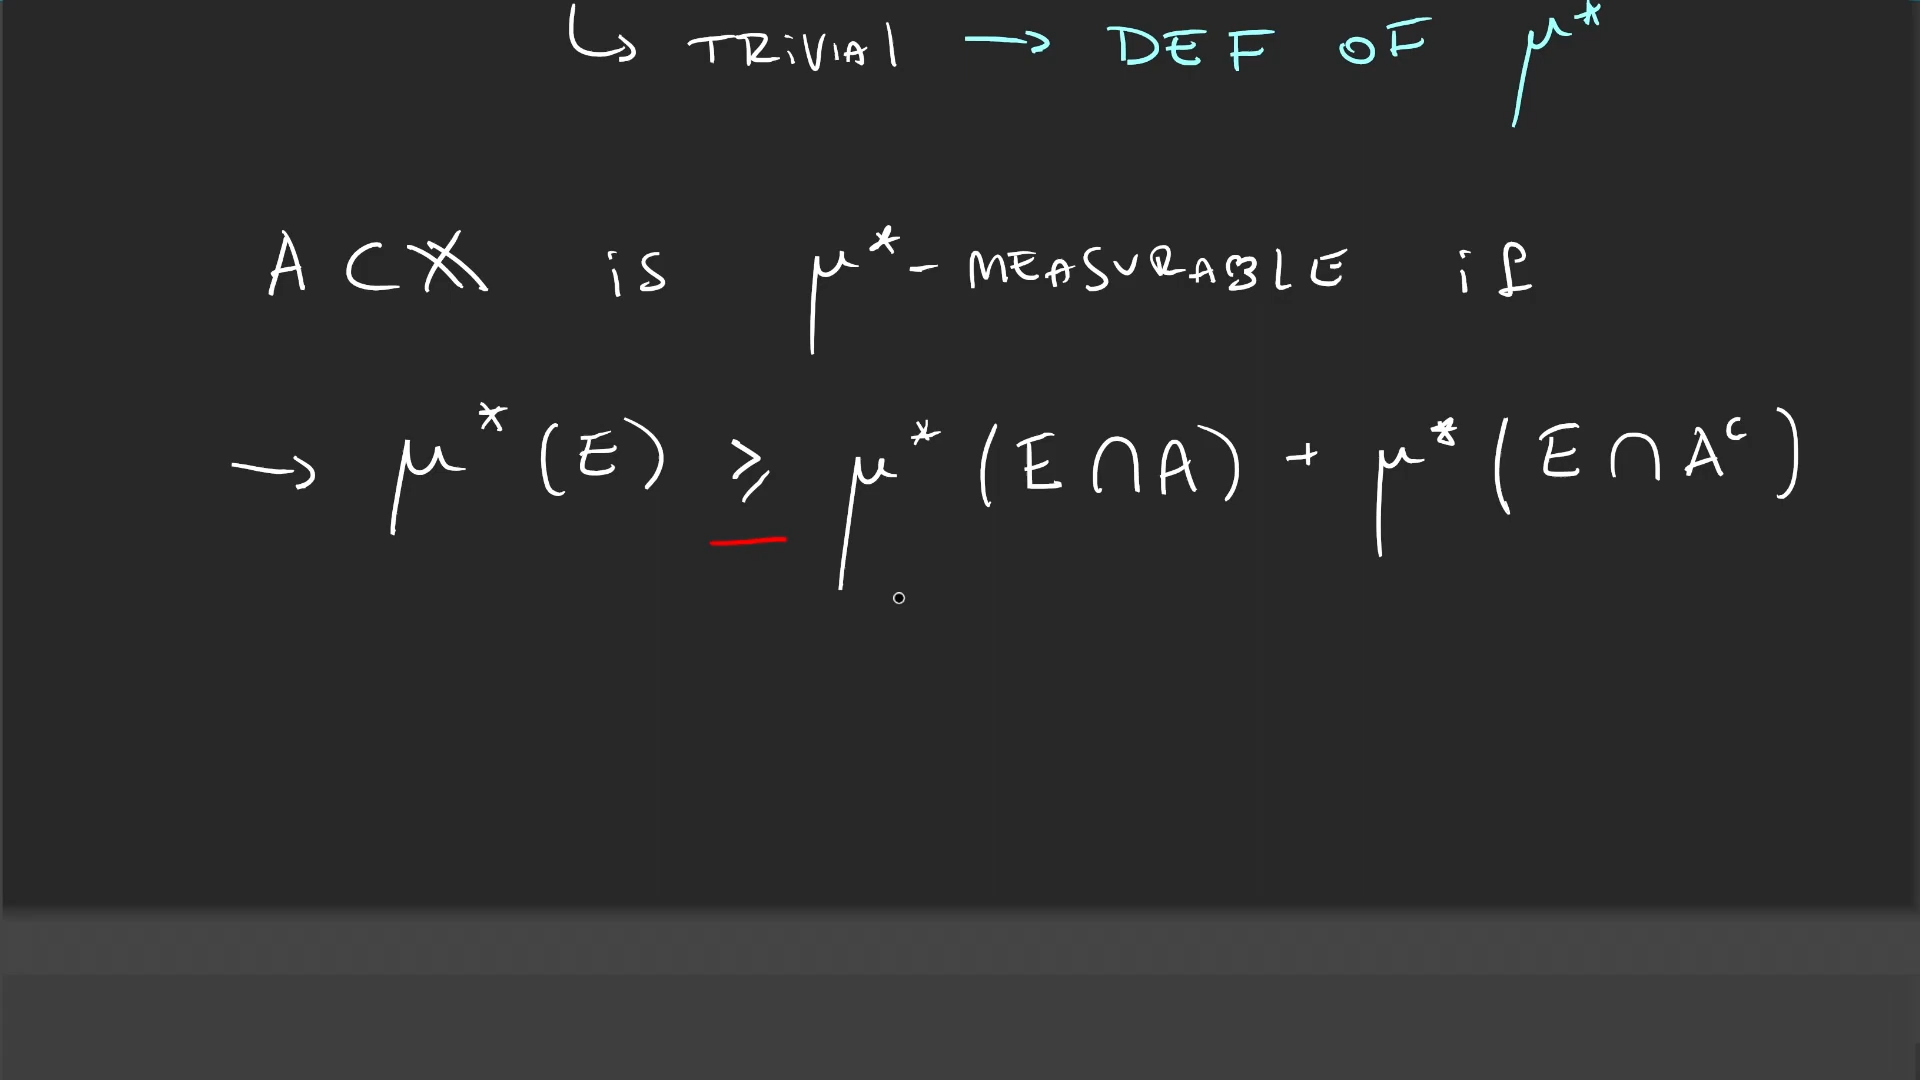 ↳ TRiViAl → DEF OF μ*
A ⊂ X is μ*-MEASURABLE if
→ μ*(E) ≥ μ*(E∩A) + μ*(E∩Aᶜ)